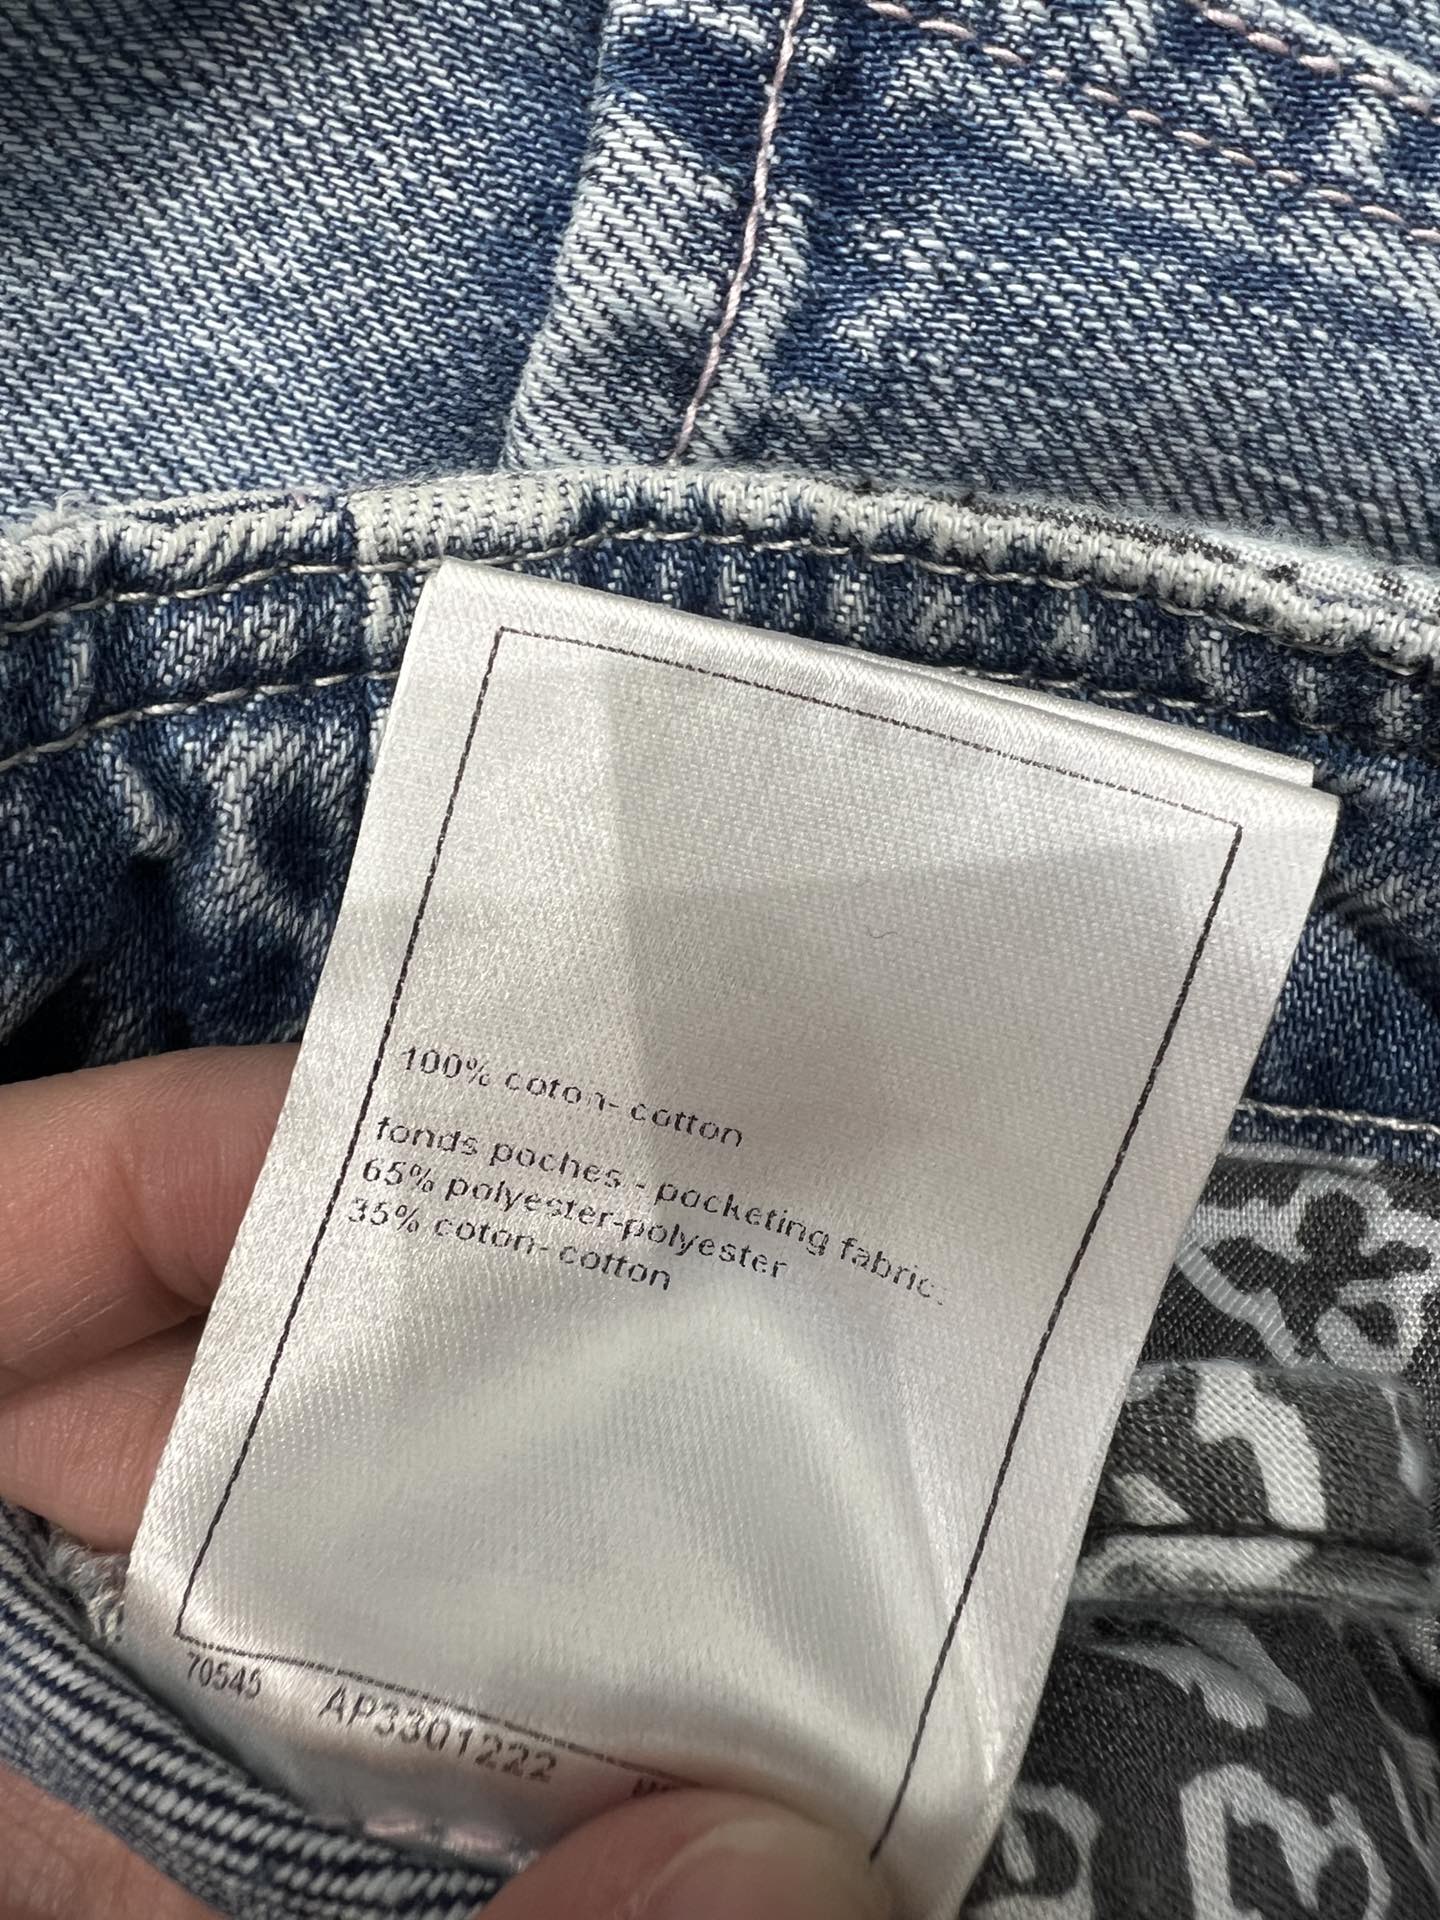 100% coton- cotton
fonds poches - pocketing fabric:
65% polyester-polyester
35% coton- cotton
70545 AP3301222